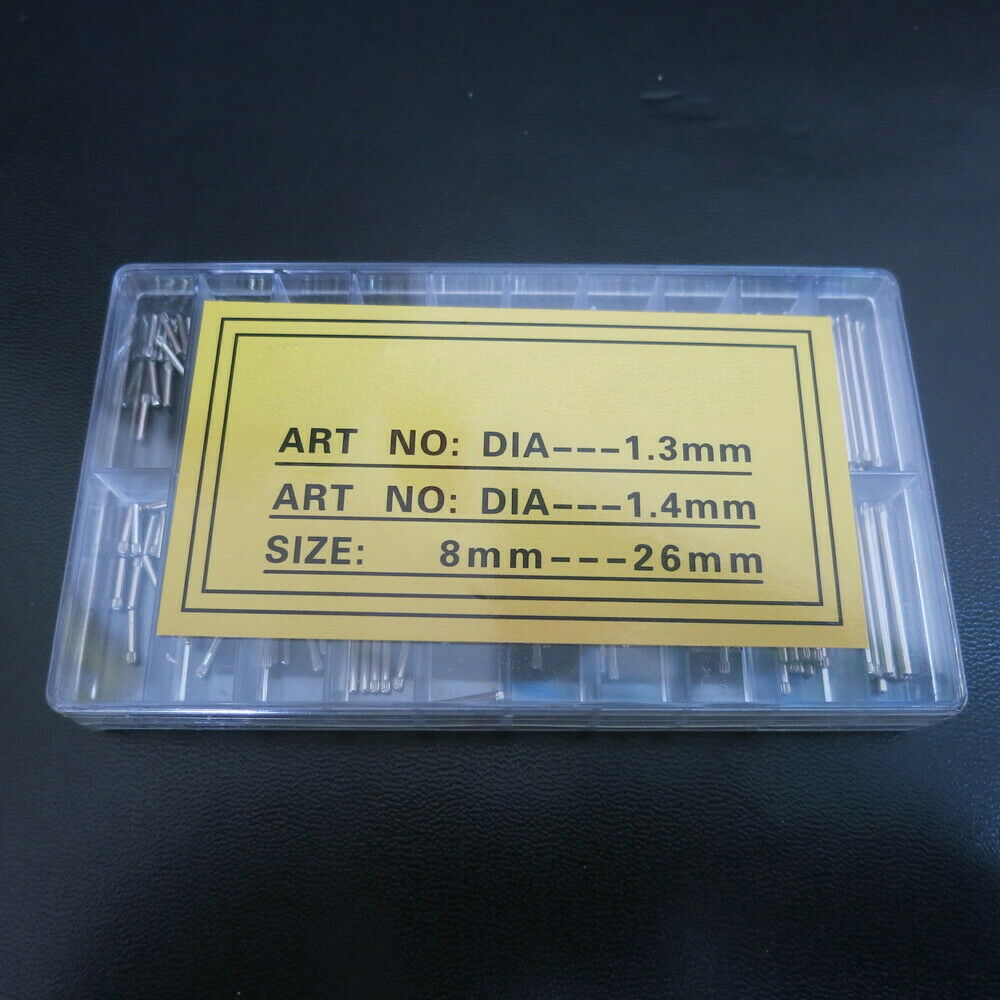 ART NO: DIA---1.3mm
ART NO: DIA---1.4mm
SIZE: 8mm---26mm